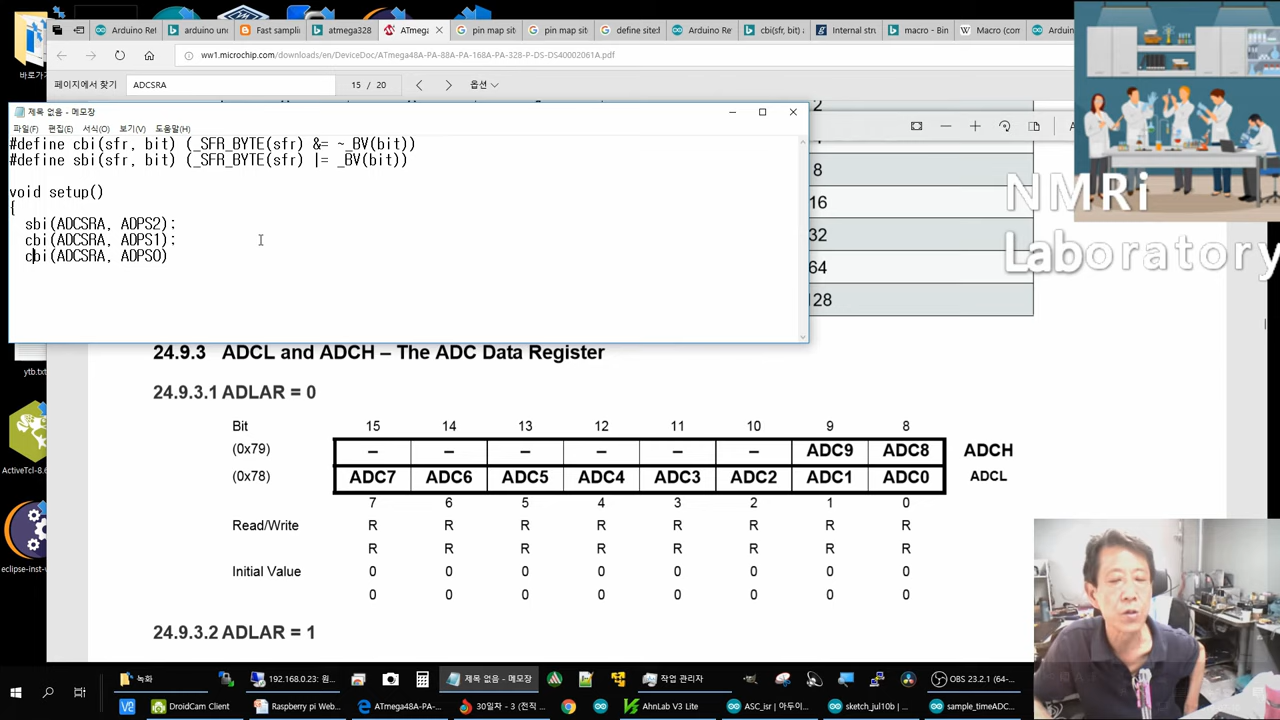 바로가기
Arduino Ref
arduino uno
Fast sampli
atmega328
ATmega
pin map sit
pin map sit
define site3
Arduino Re
cbi(sfr, bit) a
Internal stru
macro - Bin
Macro (com
Arduino
ww1.microchip.com/downloads/en/DeviceDoc/ATmega48A-PA-88A-PA-168A-PA-328-P-DS-DS40002061A.pdf
페이지에서 찾기
ADCSRA
15 / 20
옵션
제목 없음 - 메모장
파일(F) 편집(E) 서식(O) 보기(V) 도움말(H)
#define cbi(sfr, bit) (_SFR_BYTE(sfr) &= ~_BV(bit))
#define sbi(sfr, bit) (_SFR_BYTE(sfr) |= _BV(bit))
void setup()
{
sbi(ADCSRA, ADPS2):
cbi(ADCSRA, ADPS1):
cbi(ADCSRA, ADPSO)
2
8
16
32
64
128
NMRi
Laboratory
24.9.3 ADCL and ADCH – The ADC Data Register
24.9.3.1 ADLAR = 0
Bit 15 14 13 12 11 10 9 8
(0x79) – – – – – – ADC9 ADC8 ADCH
(0x78) ADC7 ADC6 ADC5 ADC4 ADC3 ADC2 ADC1 ADC0 ADCL
7 6 5 4 3 2 1 0
Read/Write R R R R R R R R
R R R R R R R R
Initial Value 0 0 0 0 0 0 0 0
0 0 0 0 0 0 0 0
24.9.3.2 ADLAR = 1
ytb.txt
ActiveTcl-8.6
eclipse-inst-w
녹화
192.168.0.23: 원...
제목 없음 - 메모장
작업 관리자
OBS 23.2.1 (64-...
DroidCam Client
Raspberry pi Web...
ATmega48A-PA-...
30일차 - 3 (전직
AhnLab V3 Lite
ASC_isr | 아두이...
sketch_jul10b | ...
sample_timeADC...